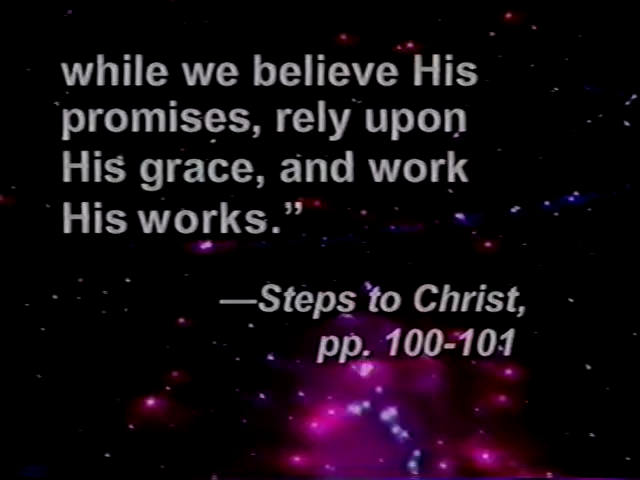 while we believe His
promises, rely upon
His grace, and work
His works.”
—Steps to Christ,
pp. 100-101